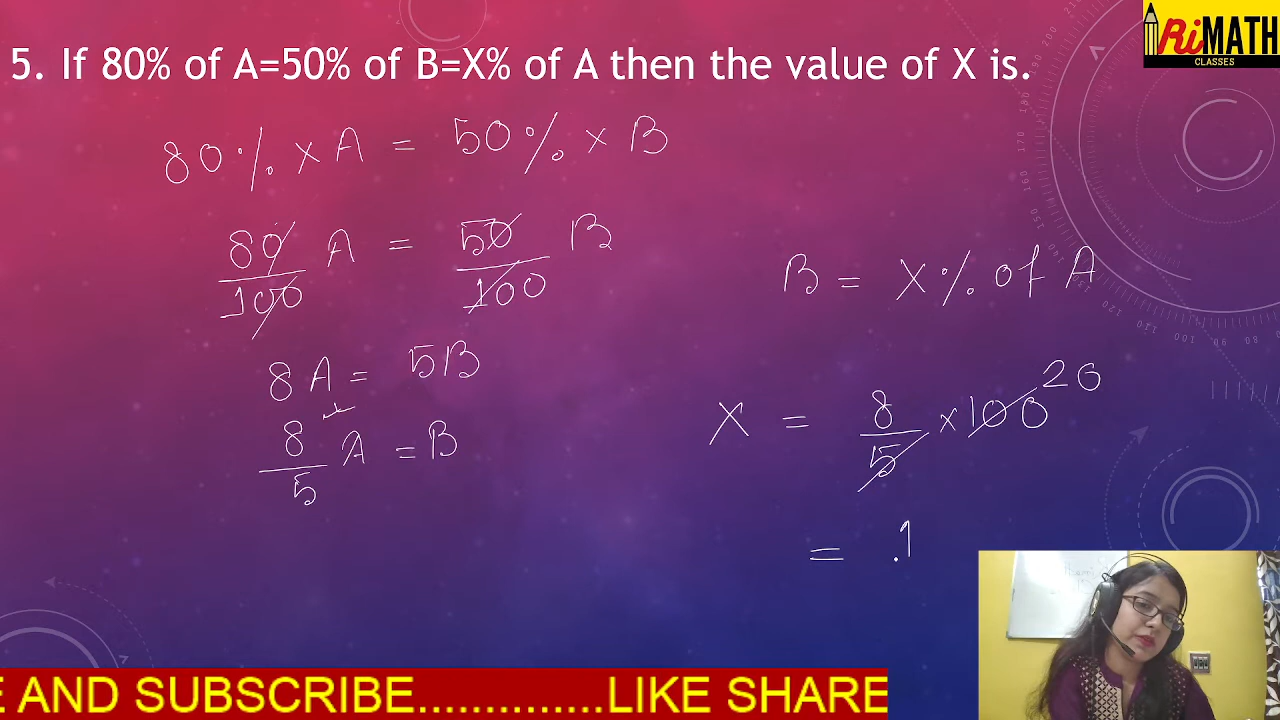 RiMATH
CLASSES
5. If 80% of A=50% of B=X% of A then the value of X is.
80% × A = 50% × B
80/100 A = 50/100 B
8A = 5B
8/5 A = B
B = X% of A
X = 8/5 × 100 20
= .1
E AND SUBSCRIBE..............LIKE SHARE